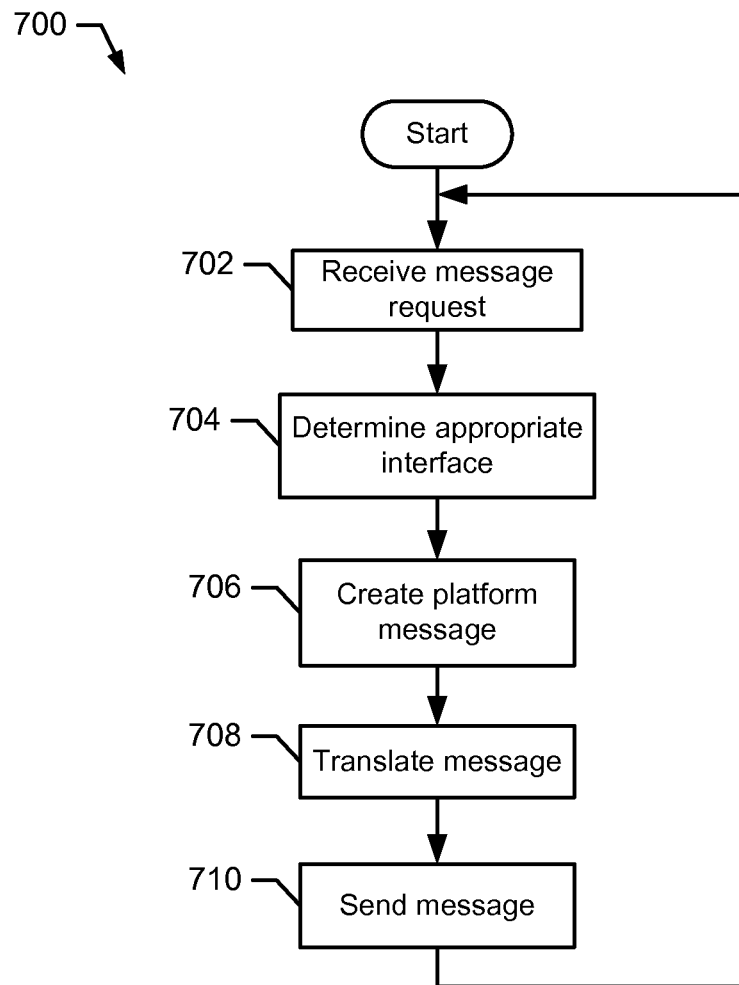 700
Start
702
Receive message
request
704
Determine appropriate
interface
706
Create platform
message
708
Translate message
710
Send message